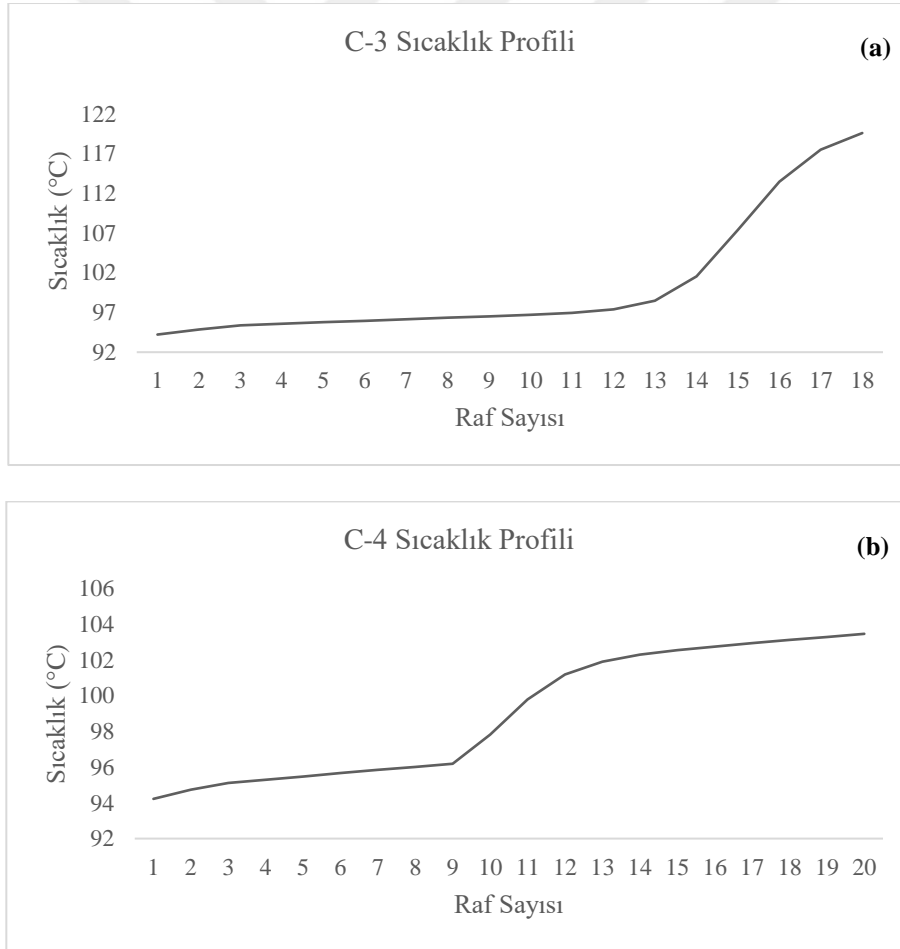 C-3 Sıcaklık Profili
(a)
Sıcaklık (°C)
122
117
112
107
102
97
92
1 2 3 4 5 6 7 8 9 10 11 12 13 14 15 16 17 18
Raf Sayısı
C-4 Sıcaklık Profili
(b)
Sıcaklık (°C)
106
104
102
100
98
96
94
92
1 2 3 4 5 6 7 8 9 10 11 12 13 14 15 16 17 18 19 20
Raf Sayısı